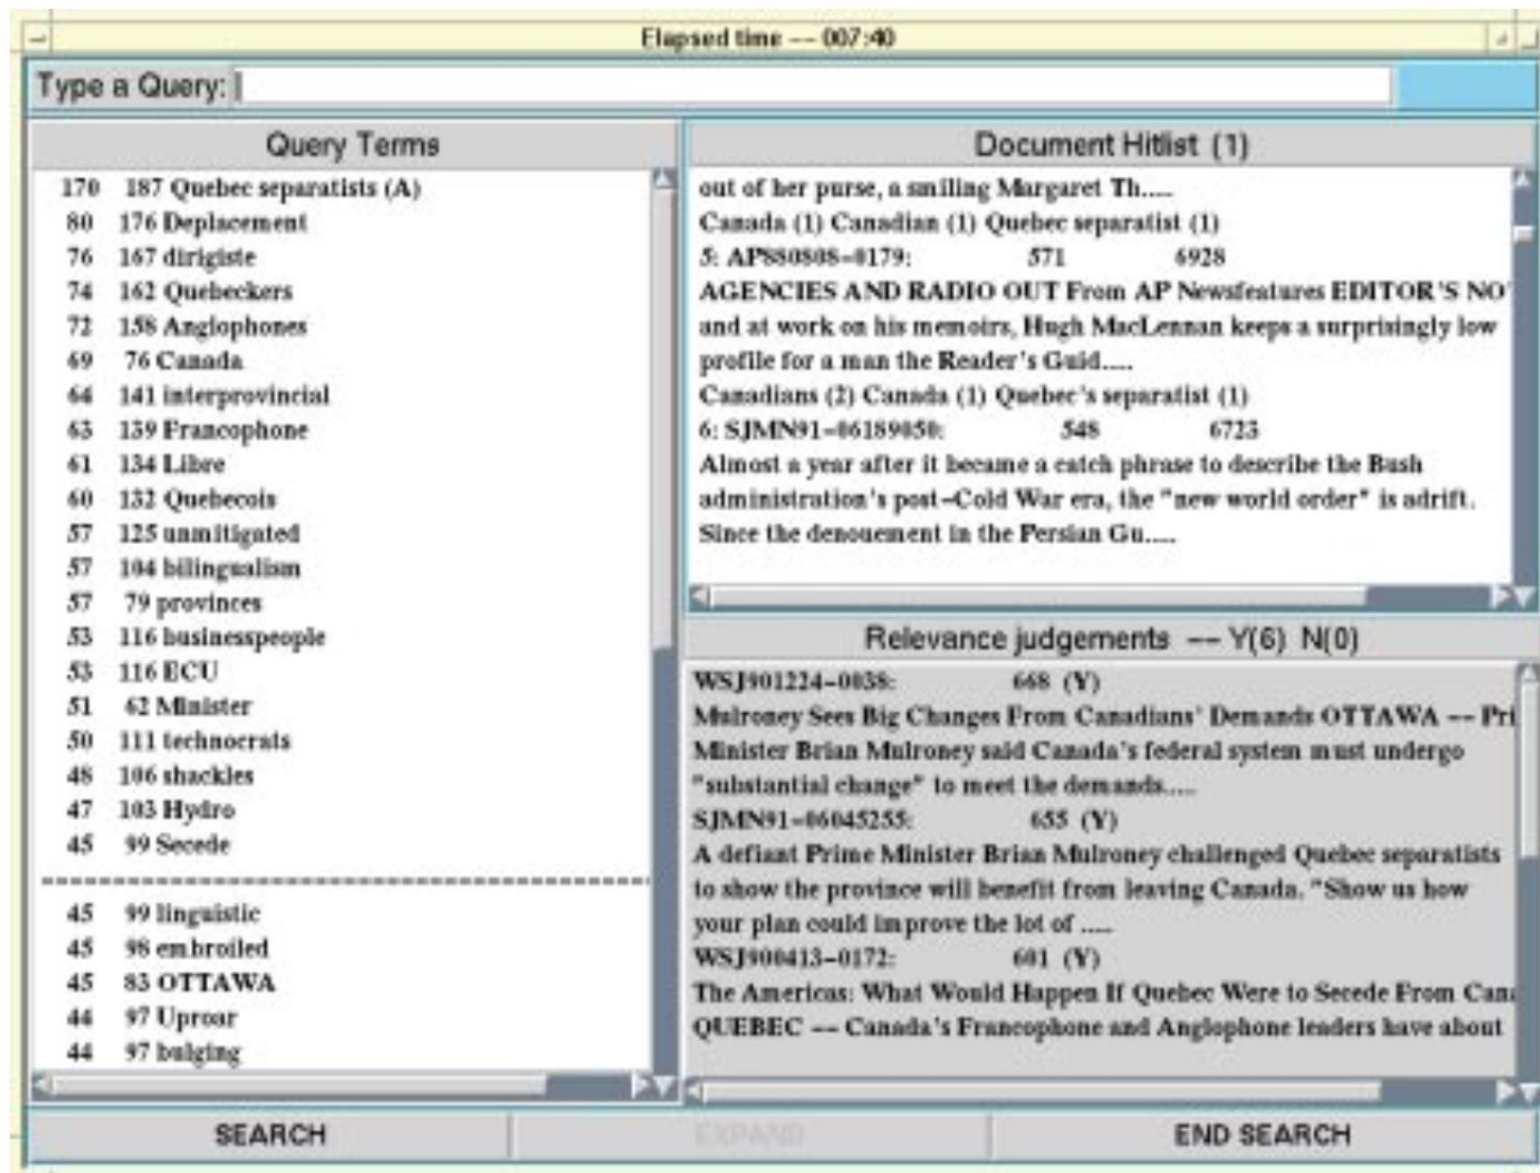 Elapsed time -- 007:40
Type a Query:
Query Terms
170 187 Quebec separatists (A)
80 176 Deplacement
76 167 dirigiste
74 162 Quebeckers
72 158 Anglophones
69 76 Canada
64 141 interprovincial
63 139 Francophone
61 134 Libre
60 132 Quebecois
57 125 unmitigated
57 104 bilingualism
57 79 provinces
53 116 businesspeople
53 116 ECU
51 62 Minister
50 111 technocrats
48 106 shackles
47 103 Hydro
45 99 Secede
45 99 linguistic
45 98 embroiled
45 83 OTTAWA
44 97 Uproar
44 97 bulging
Document Hitlist (1)
out of her purse, a smiling Margaret Th.....
Canada (1) Canadian (1) Quebec separatist (1)
5: AP880808-0179: 571 6928
AGENCIES AND RADIO OUT From AP Newsfeatures EDITOR'S NO
and at work on his memoirs, Hugh MacLennan keeps a surprisingly low
profile for a man the Reader's Guid.....
Canadians (2) Canada (1) Quebec's separatist (1)
6: SJMN91-06189050: 548 6723
Almost a year after it became a catch phrase to describe the Bush
administration's post-Cold War era, the "new world order" is adrift.
Since the denouement in the Persian Gu.....
Relevance judgements -- Y(6) N(0)
WSJ901224-0038: 668 (Y)
Mulroney Sees Big Changes From Canadians' Demands OTTAWA -- Pri
Minister Brian Mulroney said Canada's federal system must undergo
"substantial change" to meet the demands.....
SJMN91-06045255: 655 (Y)
A defiant Prime Minister Brian Mulroney challenged Quebec separatists
to show the province will benefit from leaving Canada. "Show us how
your plan could improve the lot of .....
WSJ900413-0172: 601 (Y)
The Americas: What Would Happen If Quebec Were to Secede From Can
QUEBEC -- Canada's Francophone and Anglophone leaders have about
SEARCH
EXPAND
END SEARCH